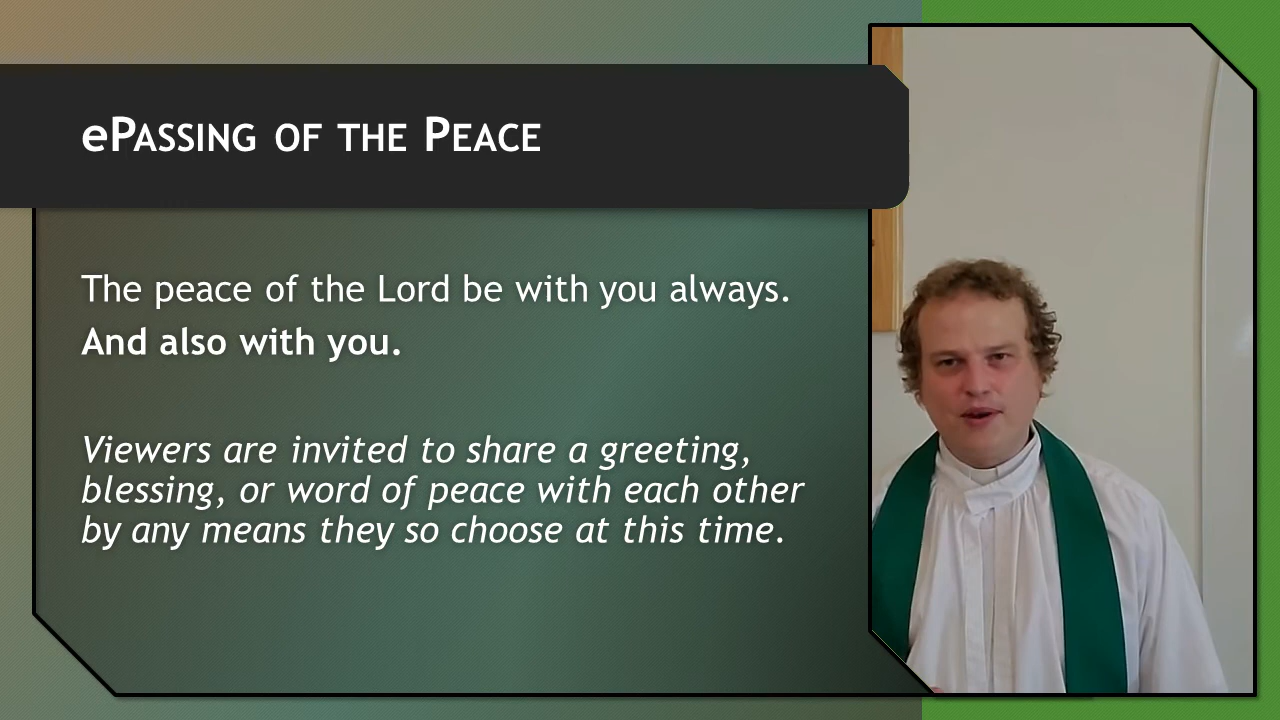 ePassing of the Peace
The peace of the Lord be with you always.
And also with you.
Viewers are invited to share a greeting,
blessing, or word of peace with each other
by any means they so choose at this time.